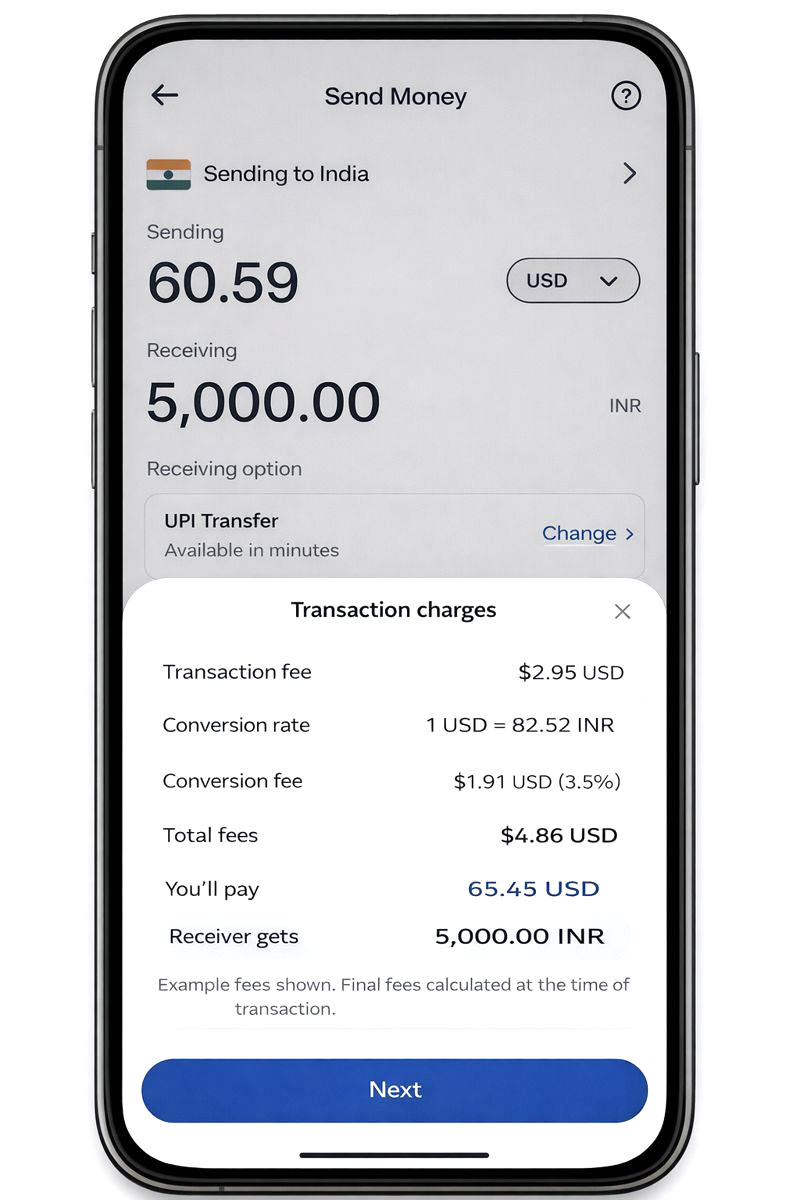 Send Money
?
Sending to India
Sending
60.59
USD
Receiving
5,000.00
INR
Receiving option
UPI Transfer
Available in minutes
Change
Transaction charges
Transaction fee $2.95 USD
Conversion rate 1 USD = 82.52 INR
Conversion fee $1.91 USD (3.5%)
Total fees $4.86 USD
You’ll pay 65.45 USD
Receiver gets 5,000.00 INR
Example fees shown. Final fees calculated at the time of
transaction.
Next